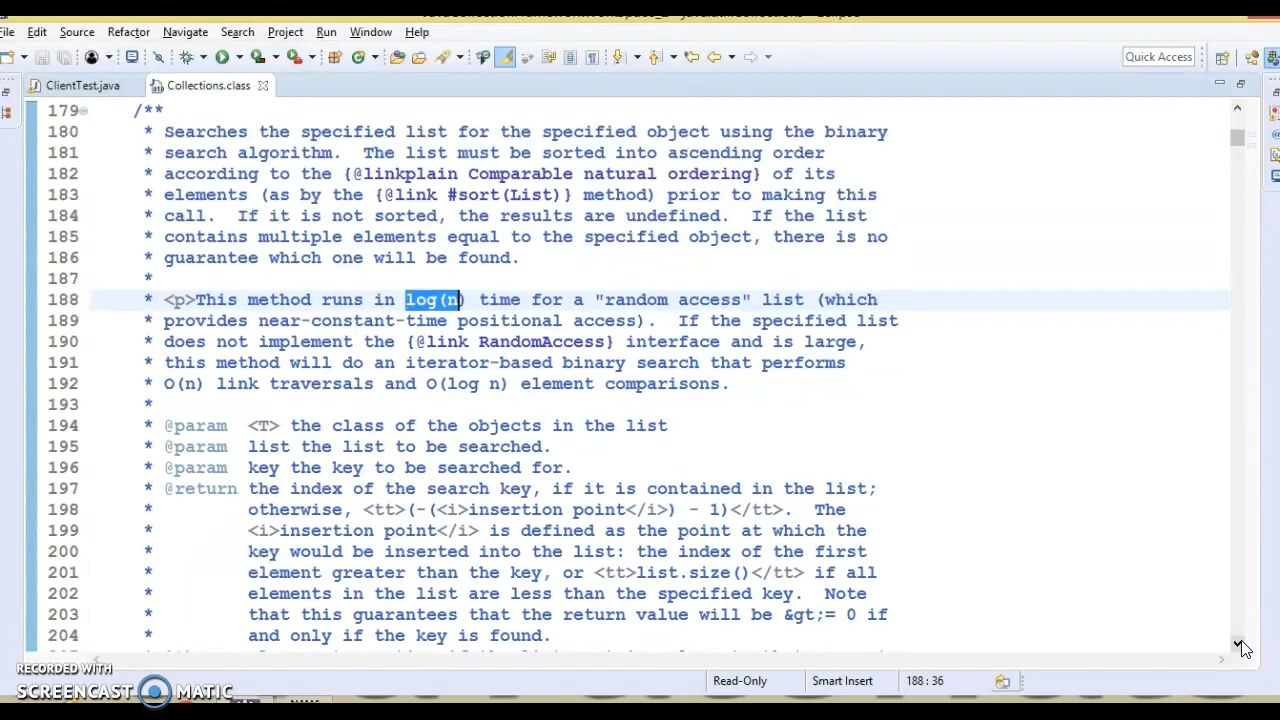 File Edit Source Refactor Navigate Search Project Run Window Help
Quick Access
ClientTest.java Collections.class
179 /**
180 * Searches the specified list for the specified object using the binary
181 * search algorithm.  The list must be sorted into ascending order
182 * according to the {@linkplain Comparable natural ordering} of its
183 * elements (as by the {@link #sort(List)} method) prior to making this
184 * call.  If it is not sorted, the results are undefined.  If the list
185 * contains multiple elements equal to the specified object, there is no
186 * guarantee which one will be found.
187 *
188 * <p>This method runs in log(n) time for a "random access" list (which
189 * provides near-constant-time positional access).  If the specified list
190 * does not implement the {@link RandomAccess} interface and is large,
191 * this method will do an iterator-based binary search that performs
192 * O(n) link traversals and O(log n) element comparisons.
193 *
194 * @param  <T> the class of the objects in the list
195 * @param  list the list to be searched.
196 * @param  key the key to be searched for.
197 * @return the index of the search key, if it is contained in the list;
198 *         otherwise, <tt>(-(<i>insertion point</i>) - 1)</tt>.  The
199 *         <i>insertion point</i> is defined as the point at which the
200 *         key would be inserted into the list: the index of the first
201 *         element greater than the key, or <tt>list.size()</tt> if all
202 *         elements in the list are less than the specified key.  Note
203 *         that this guarantees that the return value will be &gt;= 0 if
204 *         and only if the key is found.
Read-Only Smart Insert 188 : 36
RECORDED WITH
SCREENCAST MATIC